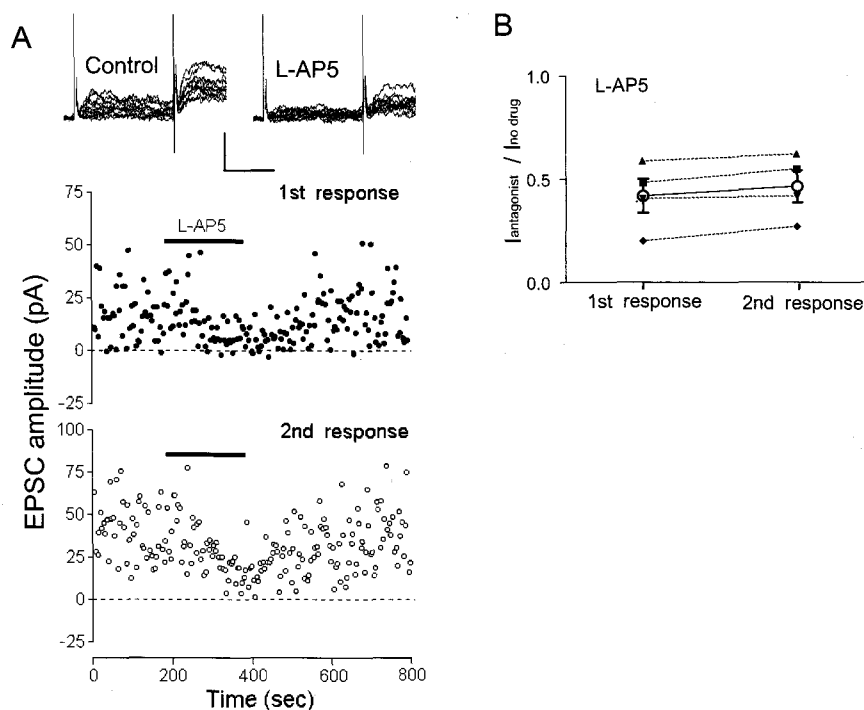 A
Control
L-AP5
1st response
75
50
25
0
-25
L-AP5
2nd response
100
75
50
25
0
-25
EPSC amplitude (pA)
0 200 400 600 800
Time (sec)
B
L-AP5
1.0
0.5
0.0
Iantagonist / Ino drug
1st response 2nd response